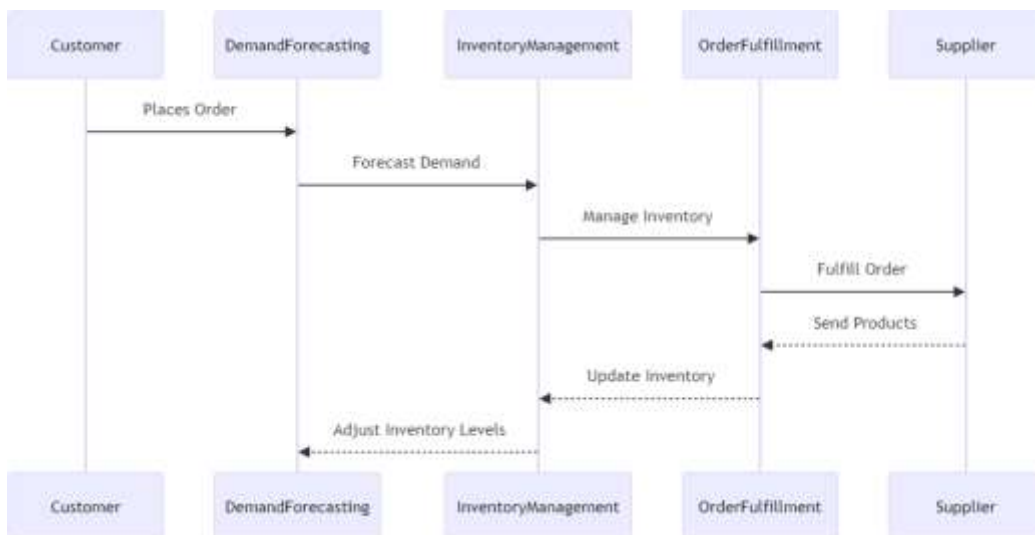 Customer DemandForecasting InventoryManagement OrderFulfillment Supplier
Places Order
Forecast Demand
Manage Inventory
Fulfill Order
Send Products
Update Inventory
Adjust Inventory Levels
Customer DemandForecasting InventoryManagement OrderFulfillment Supplier